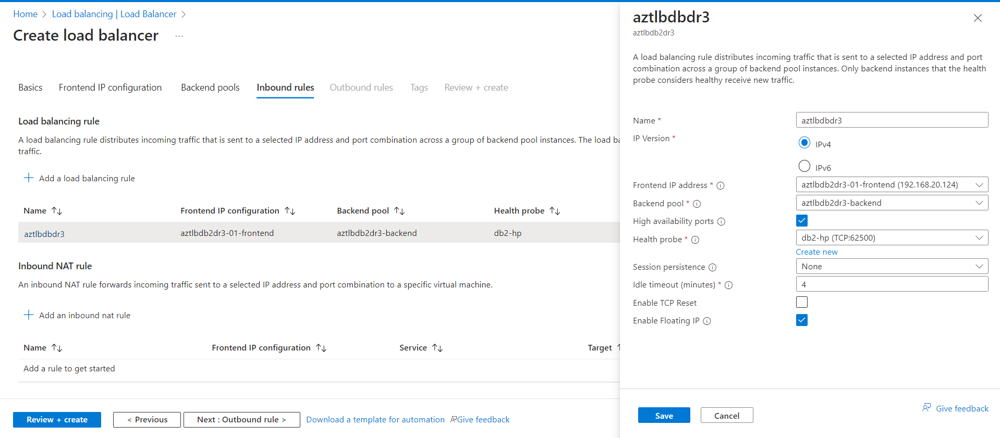 Home > Load balancing | Load Balancer >
Create load balancer ...
Basics Frontend IP configuration Backend pools Inbound rules Outbound rules Tags Review + create
Load balancing rule
A load balancing rule distributes incoming traffic that is sent to a selected IP address and port combination across a group of backend pool instances. The load ba
traffic.
+ Add a load balancing rule
Name ↑↓ Frontend IP configuration ↑↓ Backend pool ↑↓ Health probe ↑↓
aztlbdbdr3 aztlbdb2dr3-01-frontend aztlbdb2dr3-backend db2-hp
Inbound NAT rule
An inbound NAT rule forwards incoming traffic sent to a selected IP address and port combination to a specific virtual machine.
+ Add an inbound nat rule
Name ↑↓ Frontend IP configuration ↑↓ Service ↑↓ Target ↑
Add a rule to get started
Review + create < Previous Next : Outbound rule > Download a template for automation Give feedback
aztlbdbdr3
aztlbdb2dr3
A load balancing rule distributes incoming traffic that is sent to a selected IP address and port
combination across a group of backend pool instances. Only backend instances that the health
probe considers healthy receive new traffic.
Name * aztlbdbdr3
IP Version * IPv4
IPv6
Frontend IP address * aztlbdb2dr3-01-frontend (192.168.20.124)
Backend pool * aztlbdb2dr3-backend
High availability ports
Health probe * db2-hp (TCP:62500)
Create new
Session persistence None
Idle timeout (minutes) * 4
Enable TCP Reset
Enable Floating IP
Save Cancel Give feedback